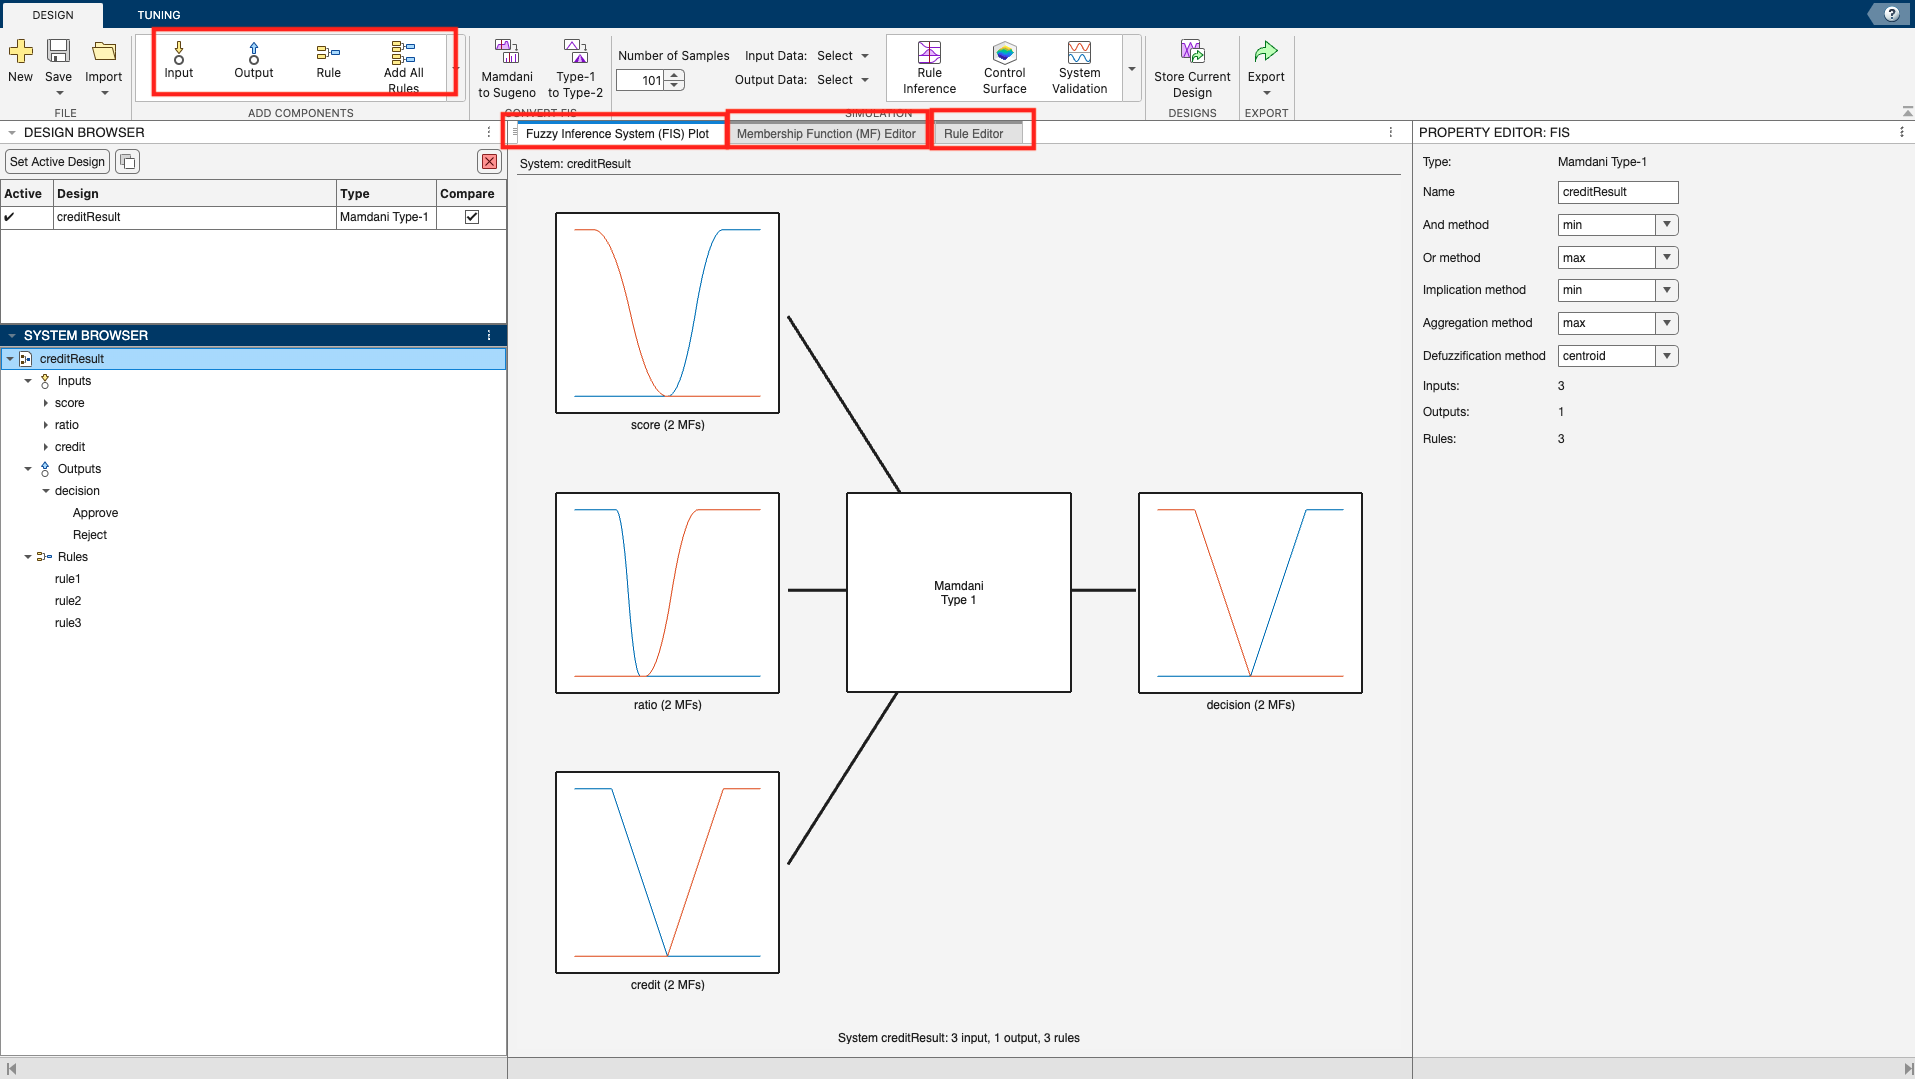 DESIGN
TUNING
?
New
Save
Import
FILE
Input
Output
Rule
Add All
Rules
ADD COMPONENTS
Mamdani
to Sugeno
Type-1
to Type-2
CONVERT FIS
Number of Samples
101
Input Data: Select
Output Data: Select
Rule
Inference
Control
Surface
System
Validation
SIMULATION
Store Current
Design
DESIGNS
Export
EXPORT
DESIGN BROWSER
Set Active Design
Active Design Type Compare
creditResult Mamdani Type-1
SYSTEM BROWSER
creditResult
Inputs
score
ratio
credit
Outputs
decision
Approve
Reject
Rules
rule1
rule2
rule3
Fuzzy Inference System (FIS) Plot
Membership Function (MF) Editor
Rule Editor
System: creditResult
score (2 MFs)
ratio (2 MFs)
Mamdani
Type 1
decision (2 MFs)
credit (2 MFs)
System creditResult: 3 input, 1 output, 3 rules
PROPERTY EDITOR: FIS
Type: Mamdani Type-1
Name creditResult
And method min
Or method max
Implication method min
Aggregation method max
Defuzzification method centroid
Inputs: 3
Outputs: 1
Rules: 3